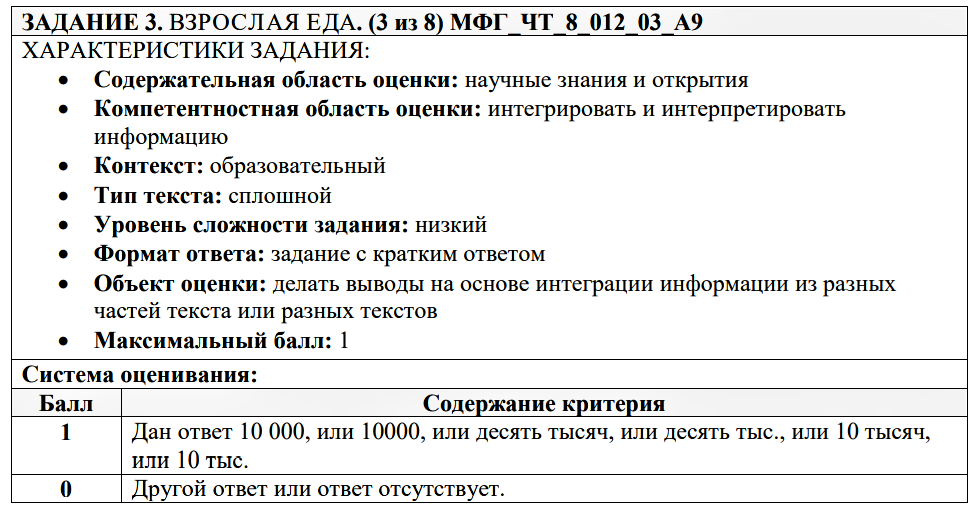 ЗАДАНИЕ 3. ВЗРОСЛАЯ ЕДА. (3 из 8) МФГ_ЧТ_8_012_03_А9
ХАРАКТЕРИСТИКИ ЗАДАНИЯ:
• Содержательная область оценки: научные знания и открытия
• Компетентностная область оценки: интегрировать и интерпретировать
информацию
• Контекст: образовательный
• Тип текста: сплошной
• Уровень сложности задания: низкий
• Формат ответа: задание с кратким ответом
• Объект оценки: делать выводы на основе интеграции информации из разных
частей текста или разных текстов
• Максимальный балл: 1
Система оценивания:
Балл Содержание критерия
1 Дан ответ 10 000, или 10000, или десять тысяч, или десять тыс., или 10 тысяч,
или 10 тыс.
0 Другой ответ или ответ отсутствует.